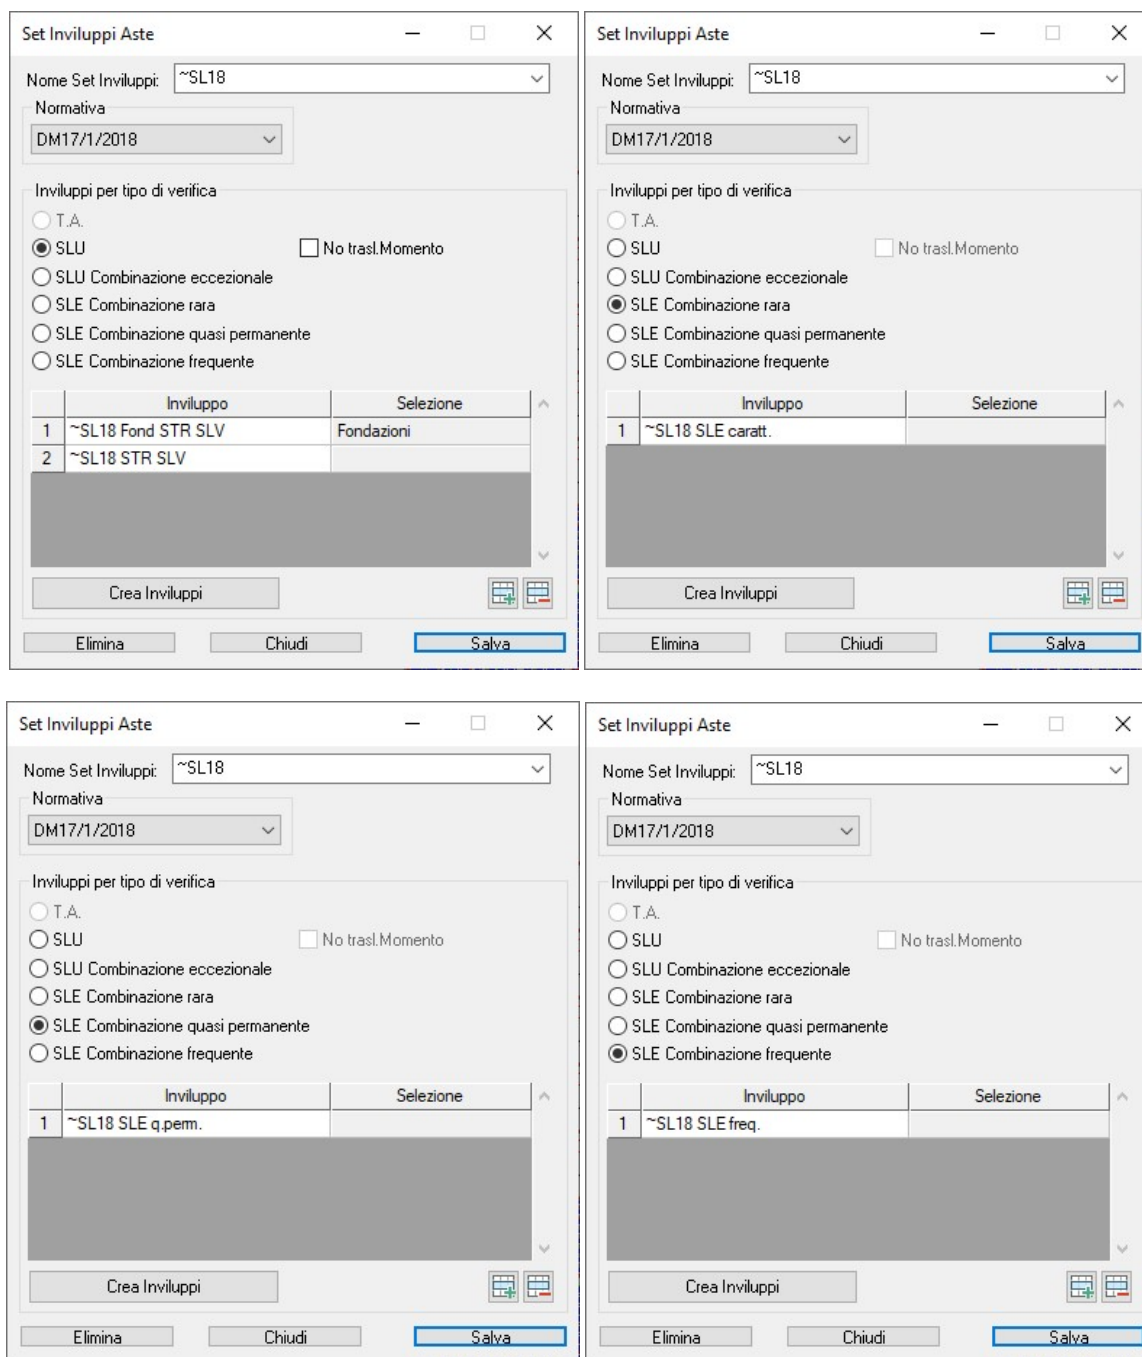 Set Inviluppi Aste
Nome Set Inviluppi: ~SL18
Normativa
DM17/1/2018
Inviluppi per tipo di verifica
T.A.
SLU No trasl.Momento
SLU Combinazione eccezionale
SLE Combinazione rara
SLE Combinazione quasi permanente
SLE Combinazione frequente
Inviluppo Selezione
1 ~SL18 Fond STR SLV Fondazioni
2 ~SL18 STR SLV
Crea Inviluppi
Elimina Chiudi Salva
Set Inviluppi Aste
Nome Set Inviluppi: ~SL18
Normativa
DM17/1/2018
Inviluppi per tipo di verifica
T.A.
SLU No trasl.Momento
SLU Combinazione eccezionale
SLE Combinazione rara
SLE Combinazione quasi permanente
SLE Combinazione frequente
Inviluppo Selezione
1 ~SL18 SLE caratt.
Crea Inviluppi
Elimina Chiudi Salva
Set Inviluppi Aste
Nome Set Inviluppi: ~SL18
Normativa
DM17/1/2018
Inviluppi per tipo di verifica
T.A.
SLU No trasl.Momento
SLU Combinazione eccezionale
SLE Combinazione rara
SLE Combinazione quasi permanente
SLE Combinazione frequente
Inviluppo Selezione
1 ~SL18 SLE q.perm.
Crea Inviluppi
Elimina Chiudi Salva
Set Inviluppi Aste
Nome Set Inviluppi: ~SL18
Normativa
DM17/1/2018
Inviluppi per tipo di verifica
T.A.
SLU No trasl.Momento
SLU Combinazione eccezionale
SLE Combinazione rara
SLE Combinazione quasi permanente
SLE Combinazione frequente
Inviluppo Selezione
1 ~SL18 SLE freq.
Crea Inviluppi
Elimina Chiudi Salva